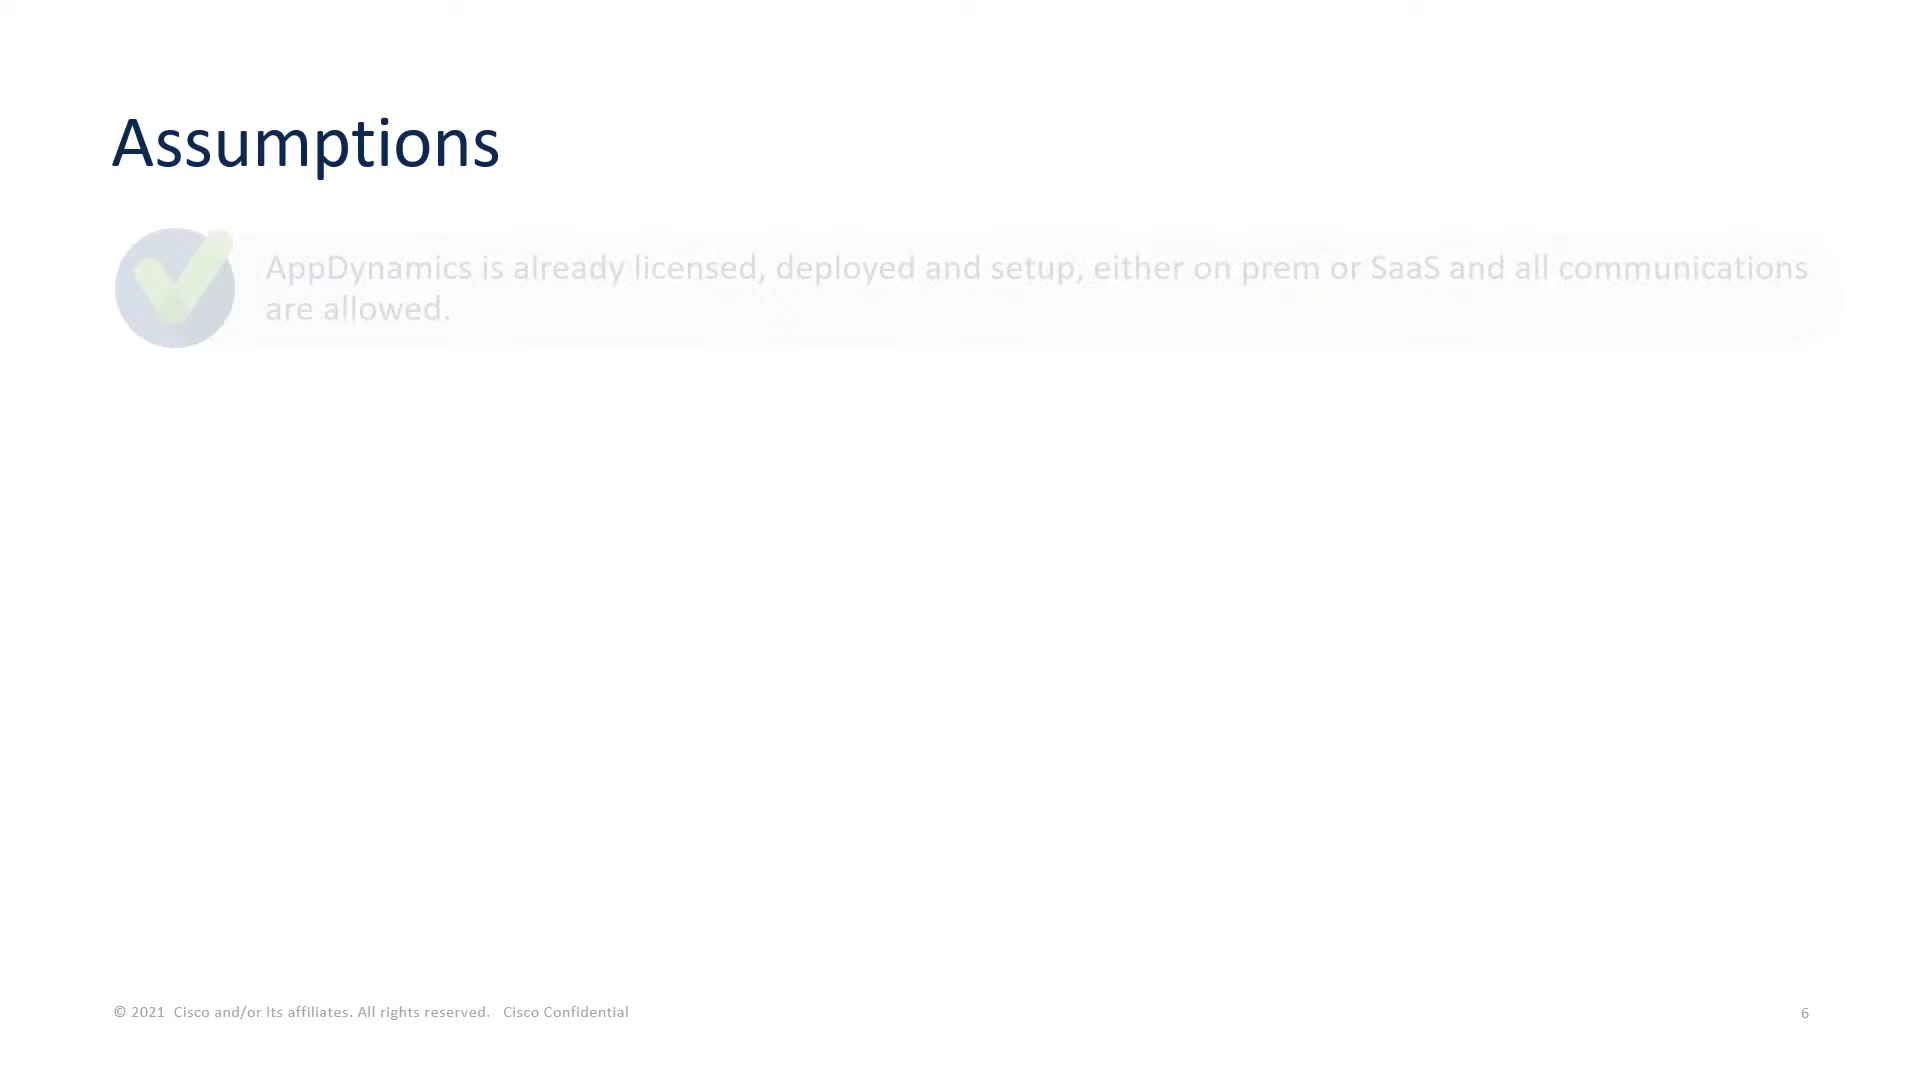 Assumptions
AppDynamics is already licensed, deployed and setup, either on prem or SaaS and all communications
are allowed.
© 2021 Cisco and/or its affiliates. All rights reserved. Cisco Confidential
6